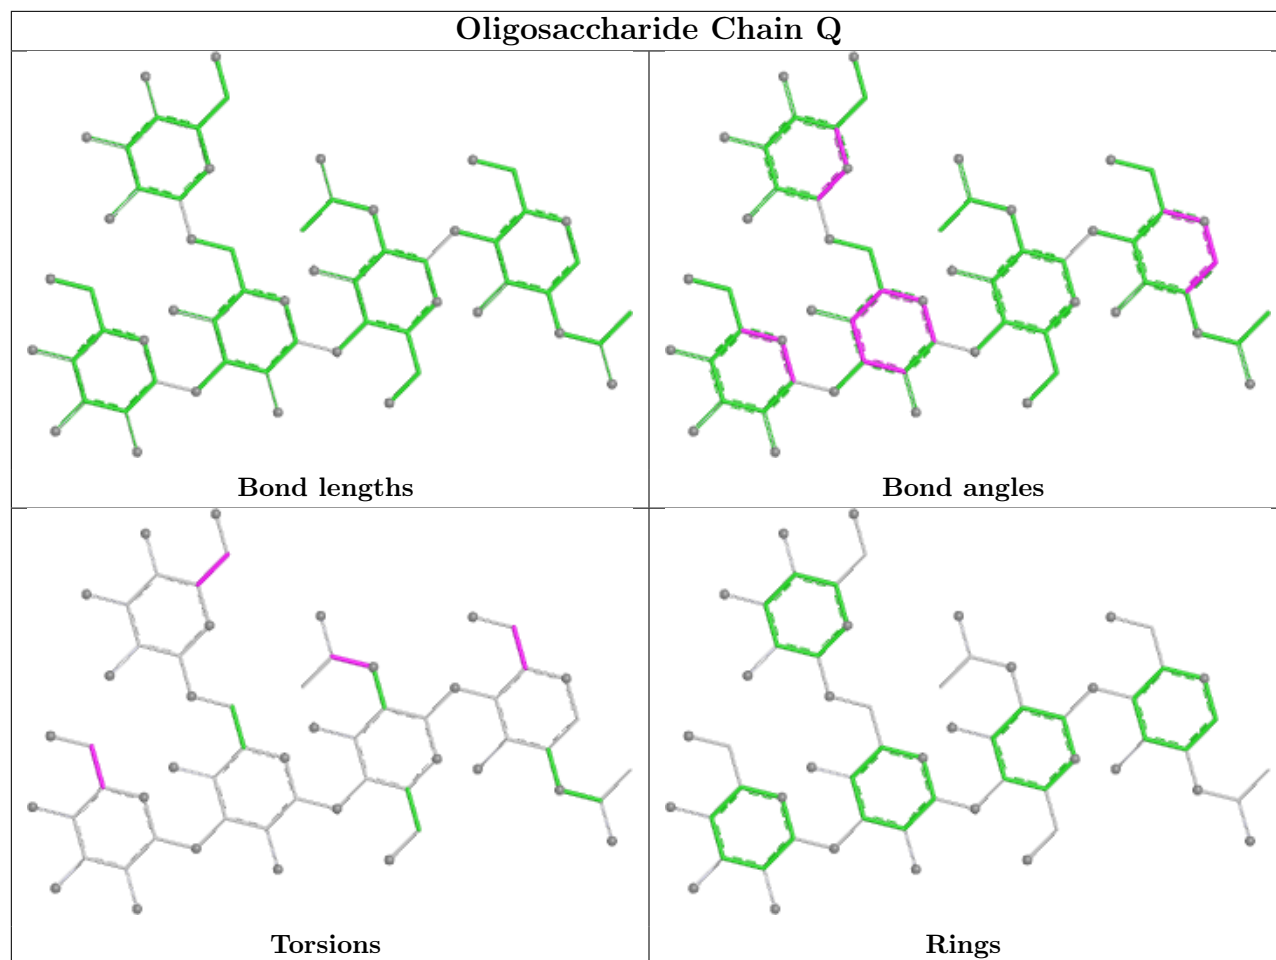 Oligosaccharide Chain Q
Bond lengths
Bond angles
Torsions
Rings